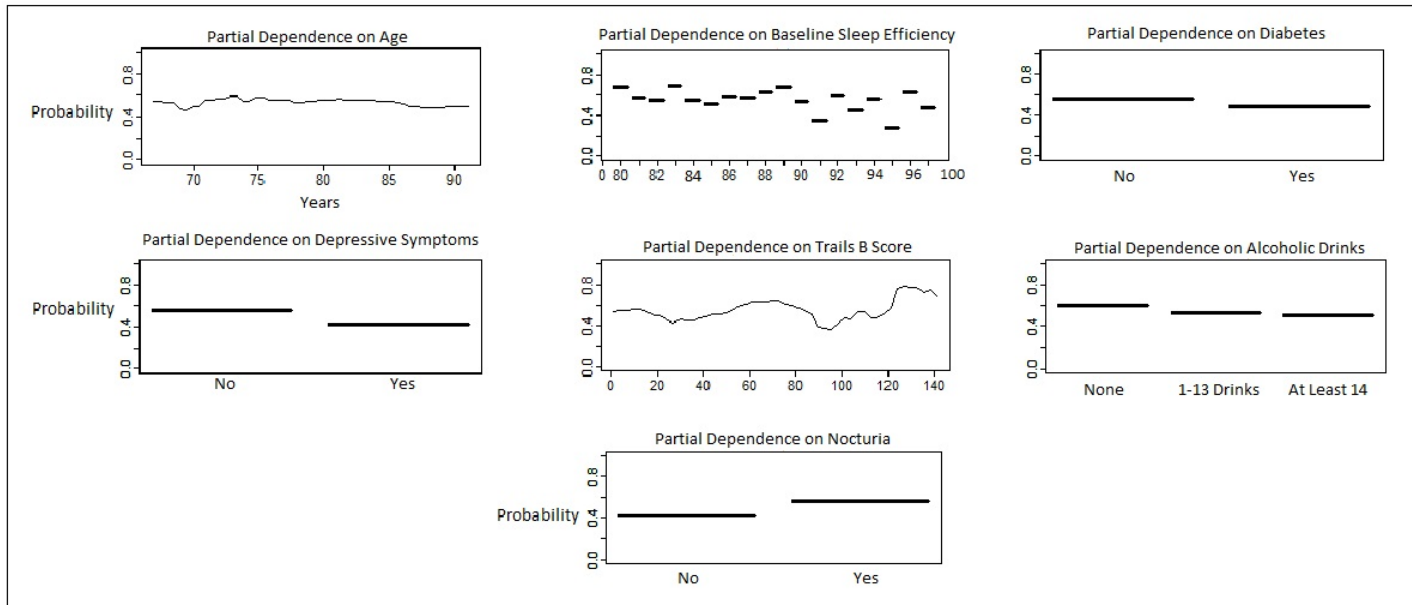 Partial Dependence on Age
Probability
0.0 0.4 0.8
70 75 80 85 90
Years
Partial Dependence on Baseline Sleep Efficiency
0.0 0.4 0.8
0 80 82 84 86 88 90 94 96 100
Partial Dependence on Diabetes
0.0 0.4 0.8
No Yes
Partial Dependence on Depressive Symptoms
Probability
0.0 0.4 0.8
No Yes
Partial Dependence on Trails B Score
0.0 0.4 0.8
0 20 40 60 80 100 120 140
Partial Dependence on Alcoholic Drinks
0.0 0.4 0.8
None 1-13 Drinks At Least 14
Partial Dependence on Nocturia
Probability
0.0 0.4 0.8
No Yes